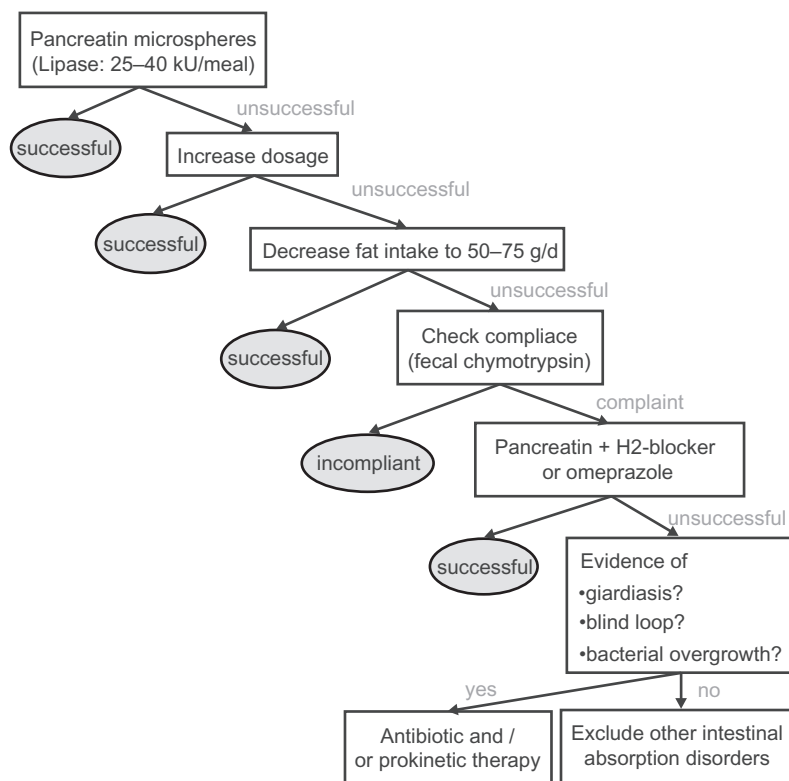 Pancreatin microspheres
(Lipase: 25–40 kU/meal)
unsuccessful
successful
Increase dosage
unsuccessful
successful
Decrease fat intake to 50–75 g/d
unsuccessful
successful
Check compliace
(fecal chymotrypsin)
complaint
incompliant
Pancreatin + H2-blocker
or omeprazole
unsuccessful
successful
Evidence of
•giardiasis?
•blind loop?
•bacterial overgrowth?
yes
no
Antibiotic and /
or prokinetic therapy
Exclude other intestinal
absorption disorders